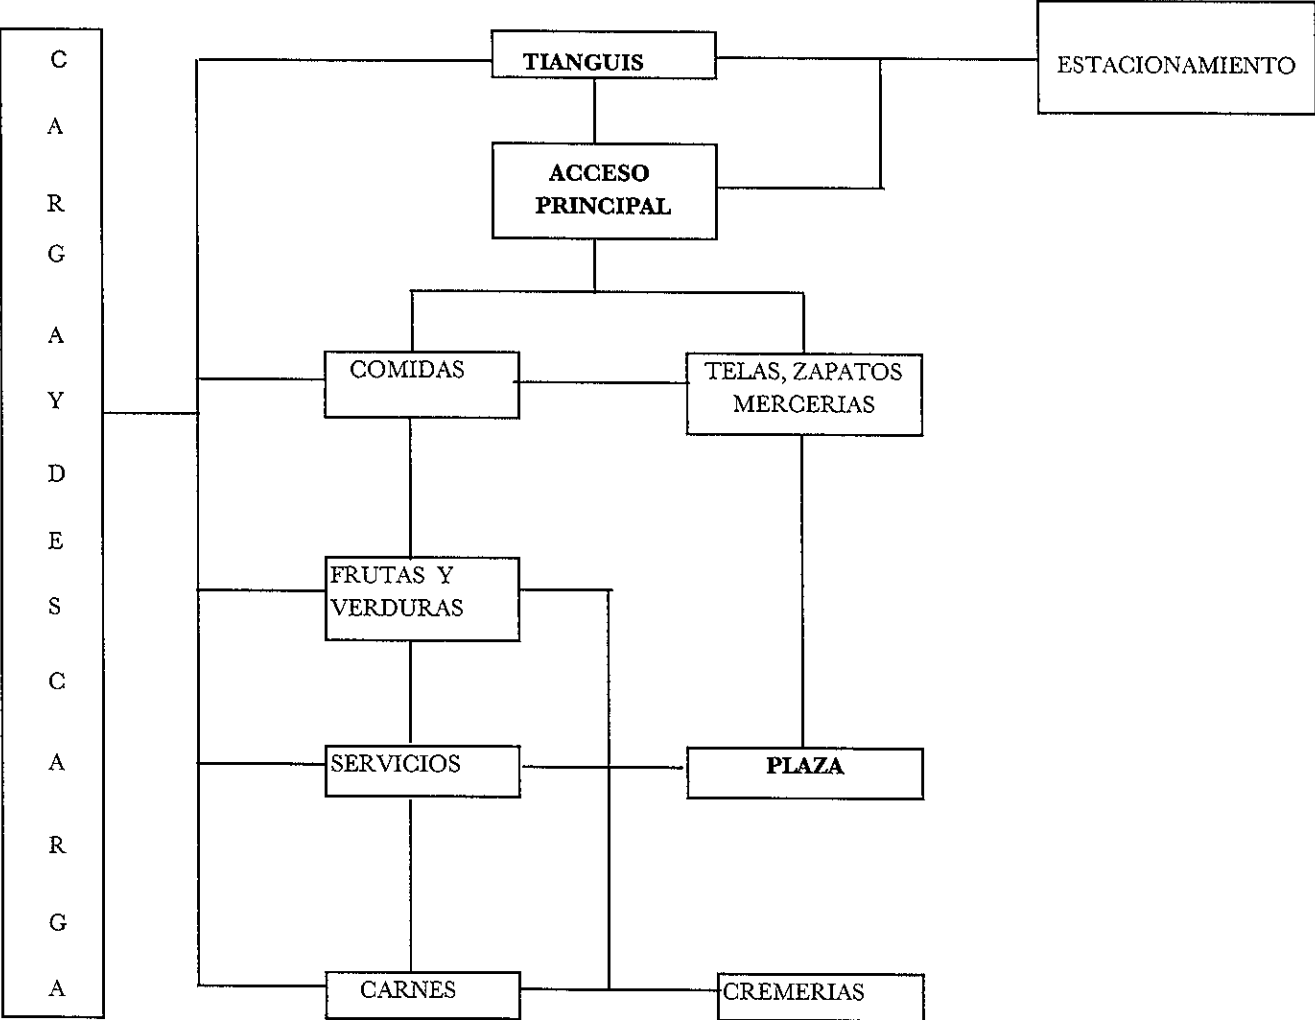 C
A
R
G
A
Y
D
E
S
C
A
R
G
A
TIANGUIS
ESTACIONAMIENTO
ACCESO
PRINCIPAL
COMIDAS
TELAS, ZAPATOS
MERCERIAS
FRUTAS Y
VERDURAS
SERVICIOS
PLAZA
CARNES
CREMERIAS